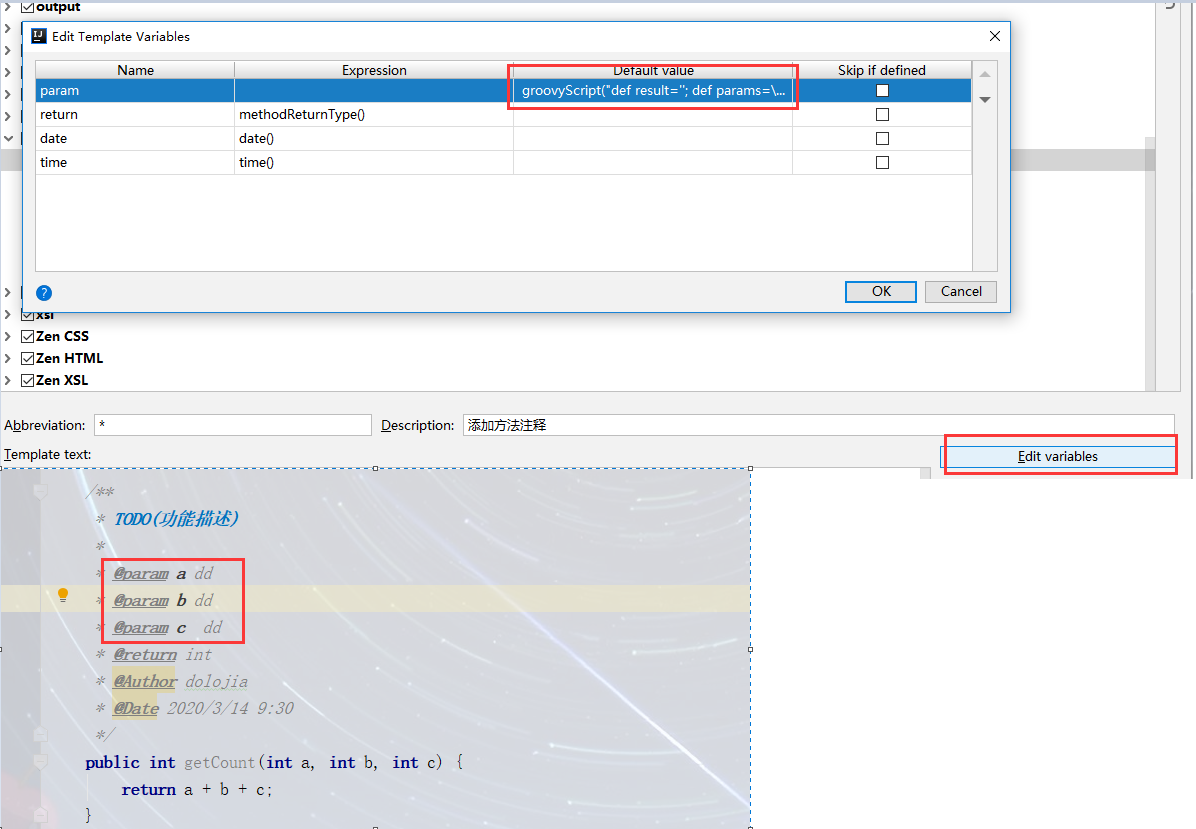 output
Edit Template Variables
Name Expression Default value Skip if defined
param groovyScript("def result=''; def params=\...
return methodReturnType()
date date()
time time()
OK Cancel
xsl
Zen CSS
Zen HTML
Zen XSL
Abbreviation: * Description: 添加方法注释
Template text: Edit variables
/**
* TODO(功能描述)
*
* @param a dd
* @param b dd
* @param c dd
* @return int
* @Author dolojia
* @Date 2020/3/14 9:30
*/
public int getCount(int a, int b, int c) {
return a + b + c;
}